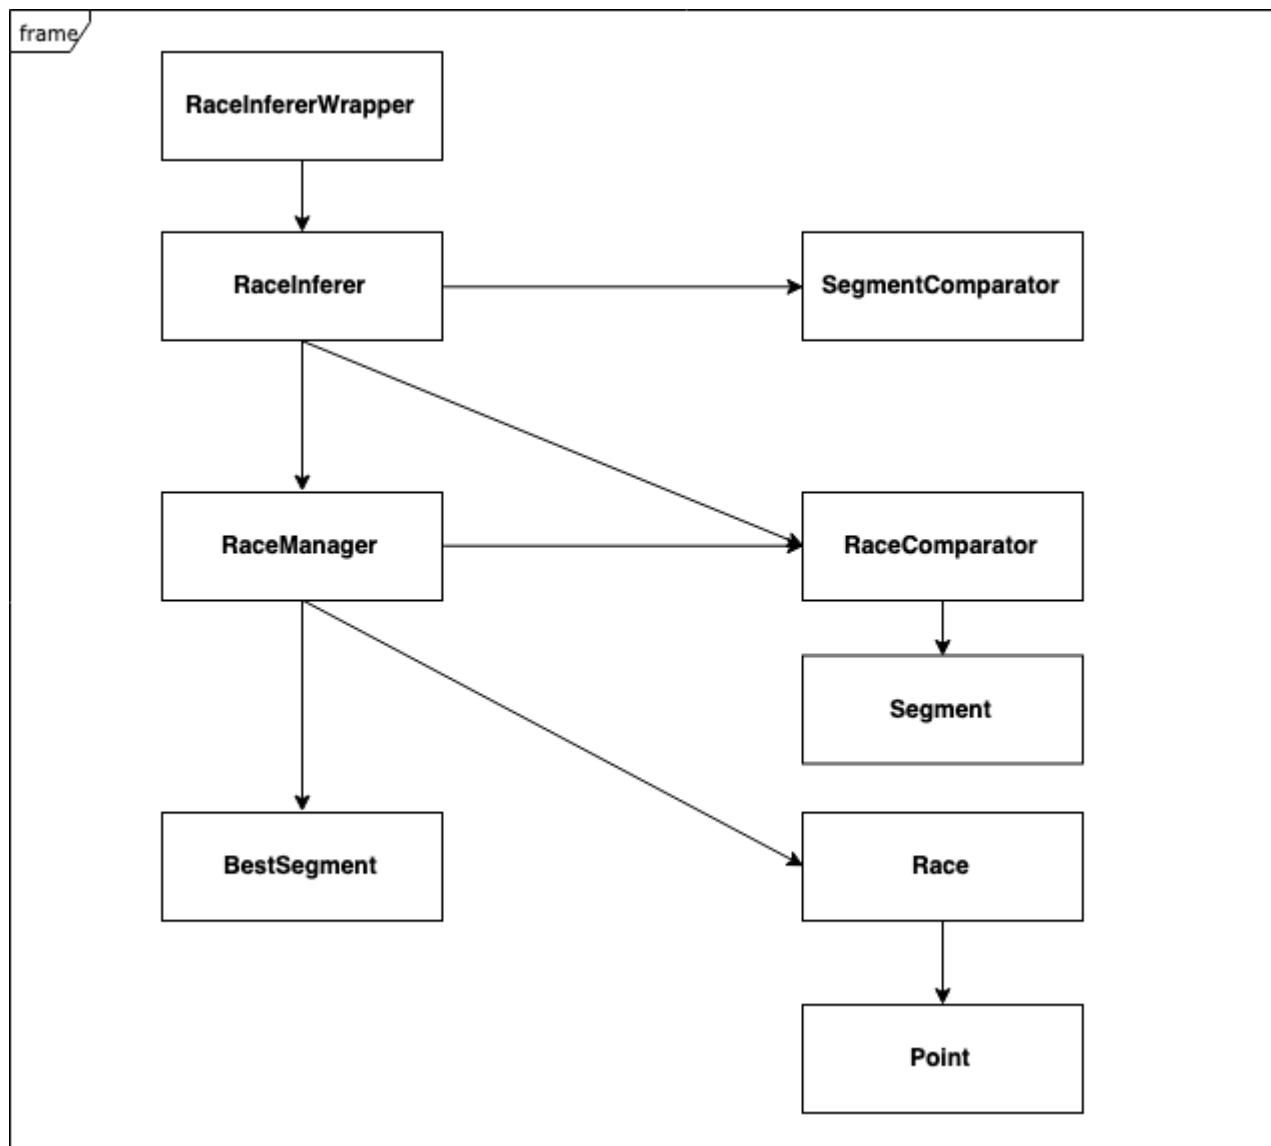 frame
RaceInfererWrapper
RaceInferer
SegmentComparator
RaceManager
RaceComparator
Segment
BestSegment
Race
Point